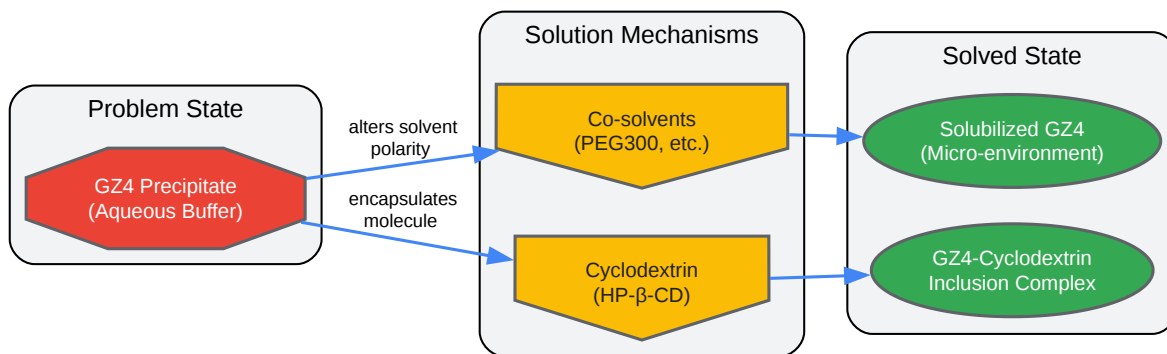 Problem State
GZ4 Precipitate
(Aqueous Buffer)
alters solvent
polarity
encapsulates
molecule
Solution Mechanisms
Co-solvents
(PEG300, etc.)
Cyclodextrin
(HP-β-CD)
Solved State
Solubilized GZ4
(Micro-environment)
GZ4-Cyclodextrin
Inclusion Complex